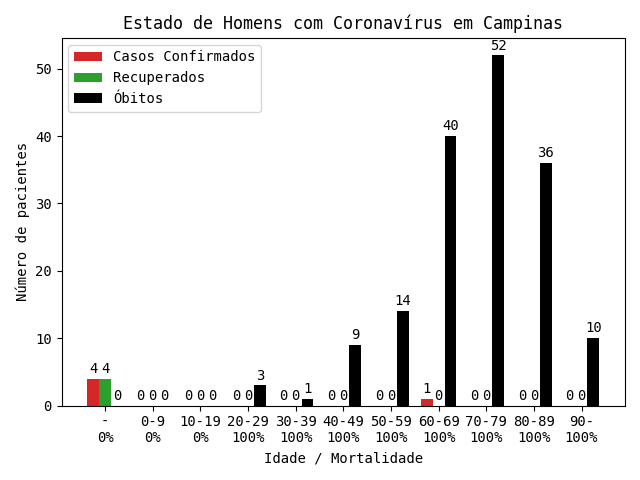 Estado de Homens com Coronavírus em Campinas
Casos Confirmados
Recuperados
Óbitos
Número de pacientes
50
40
30
20
10
0
4 4 0
0 0 0
0 0 0
0 0 3
0 0 1
0 0 9
0 0 14
1 0 40
0 0 52
0 0 36
0 0 10
- 0-9 10-19 20-29 30-39 40-49 50-59 60-69 70-79 80-89 90-
0% 0% 0% 100% 100% 100% 100% 100% 100% 100% 100%
Idade / Mortalidade